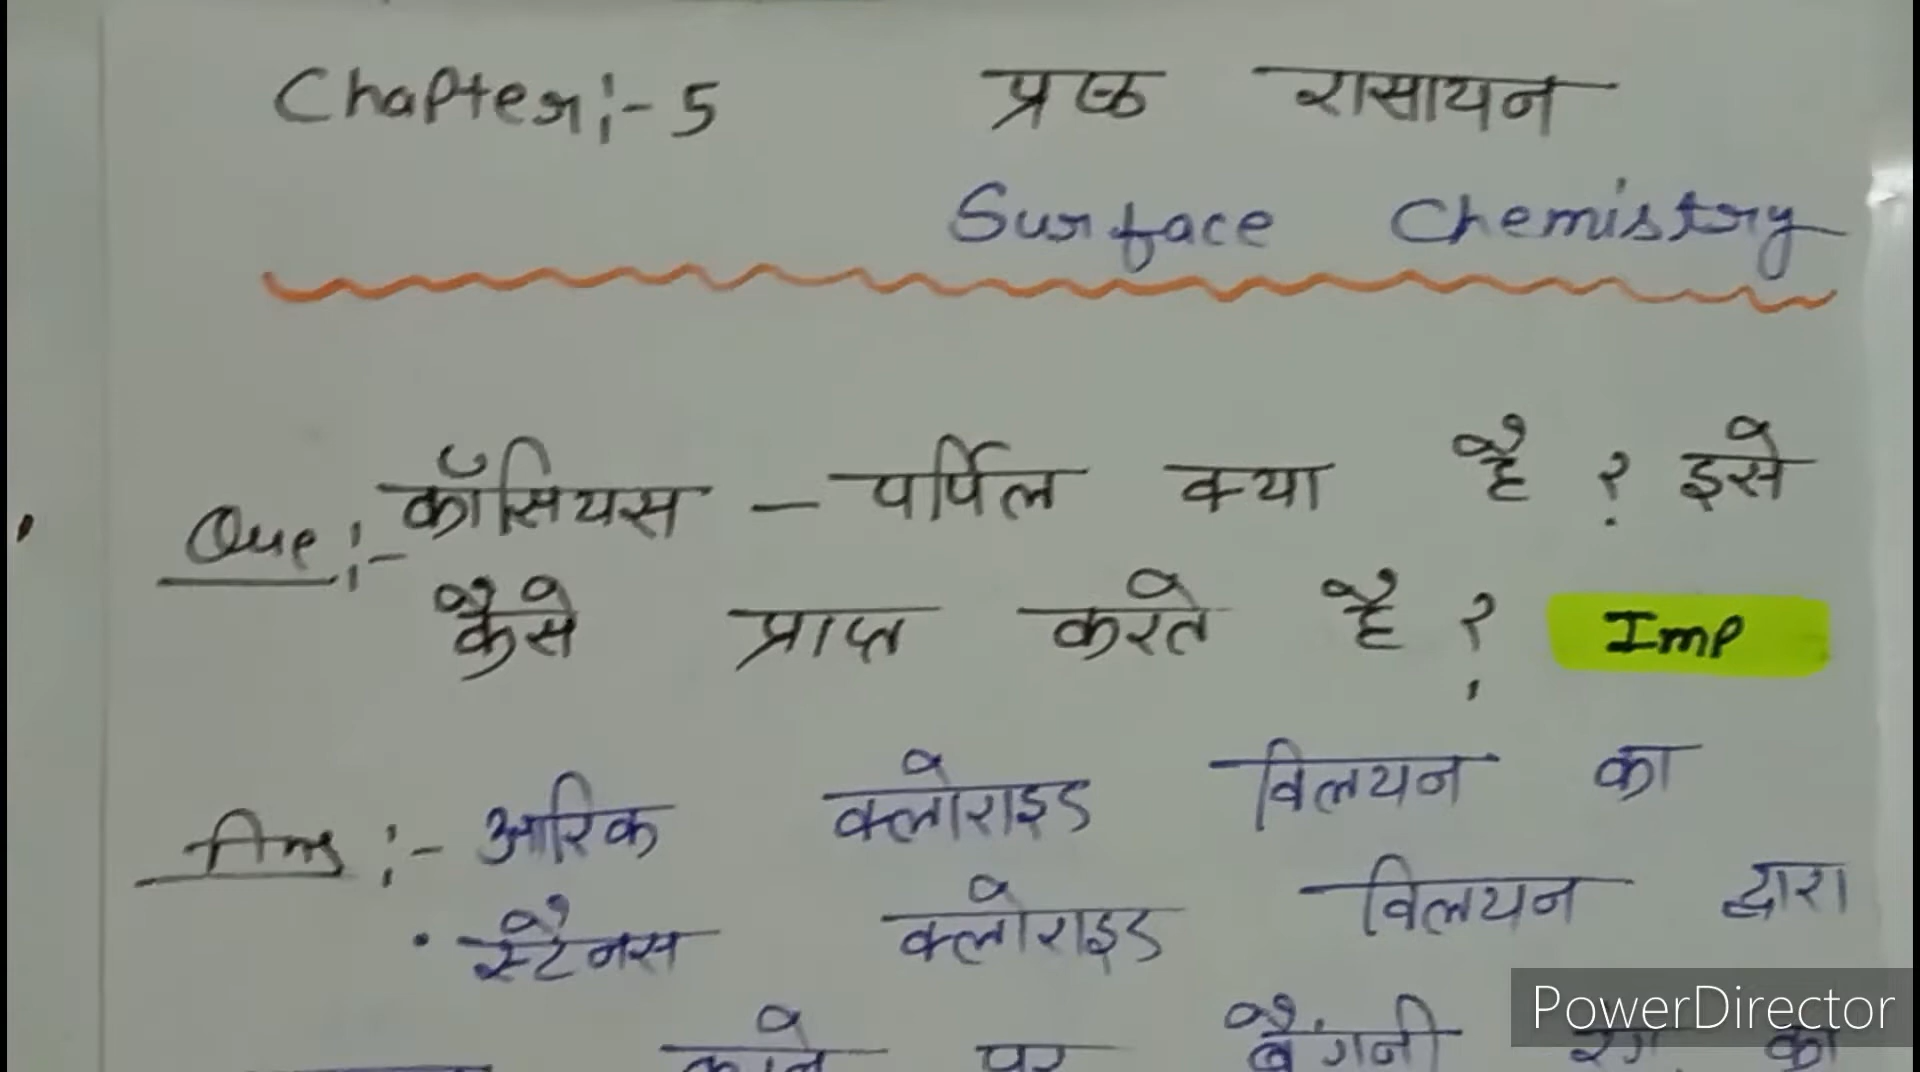 Chapter:- 5 प्रष्ठ रासायन
Surface Chemistry
Que:- कॉसियस - पर्पिल क्या है ? इसे
कैसे प्राप्त करते है ? Imp
Ans:- आरिक क्लोराइड विलयन का
स्टैनस क्लोराइड विलयन द्वारा
करने पर बैंगनी रंग का
PowerDirector